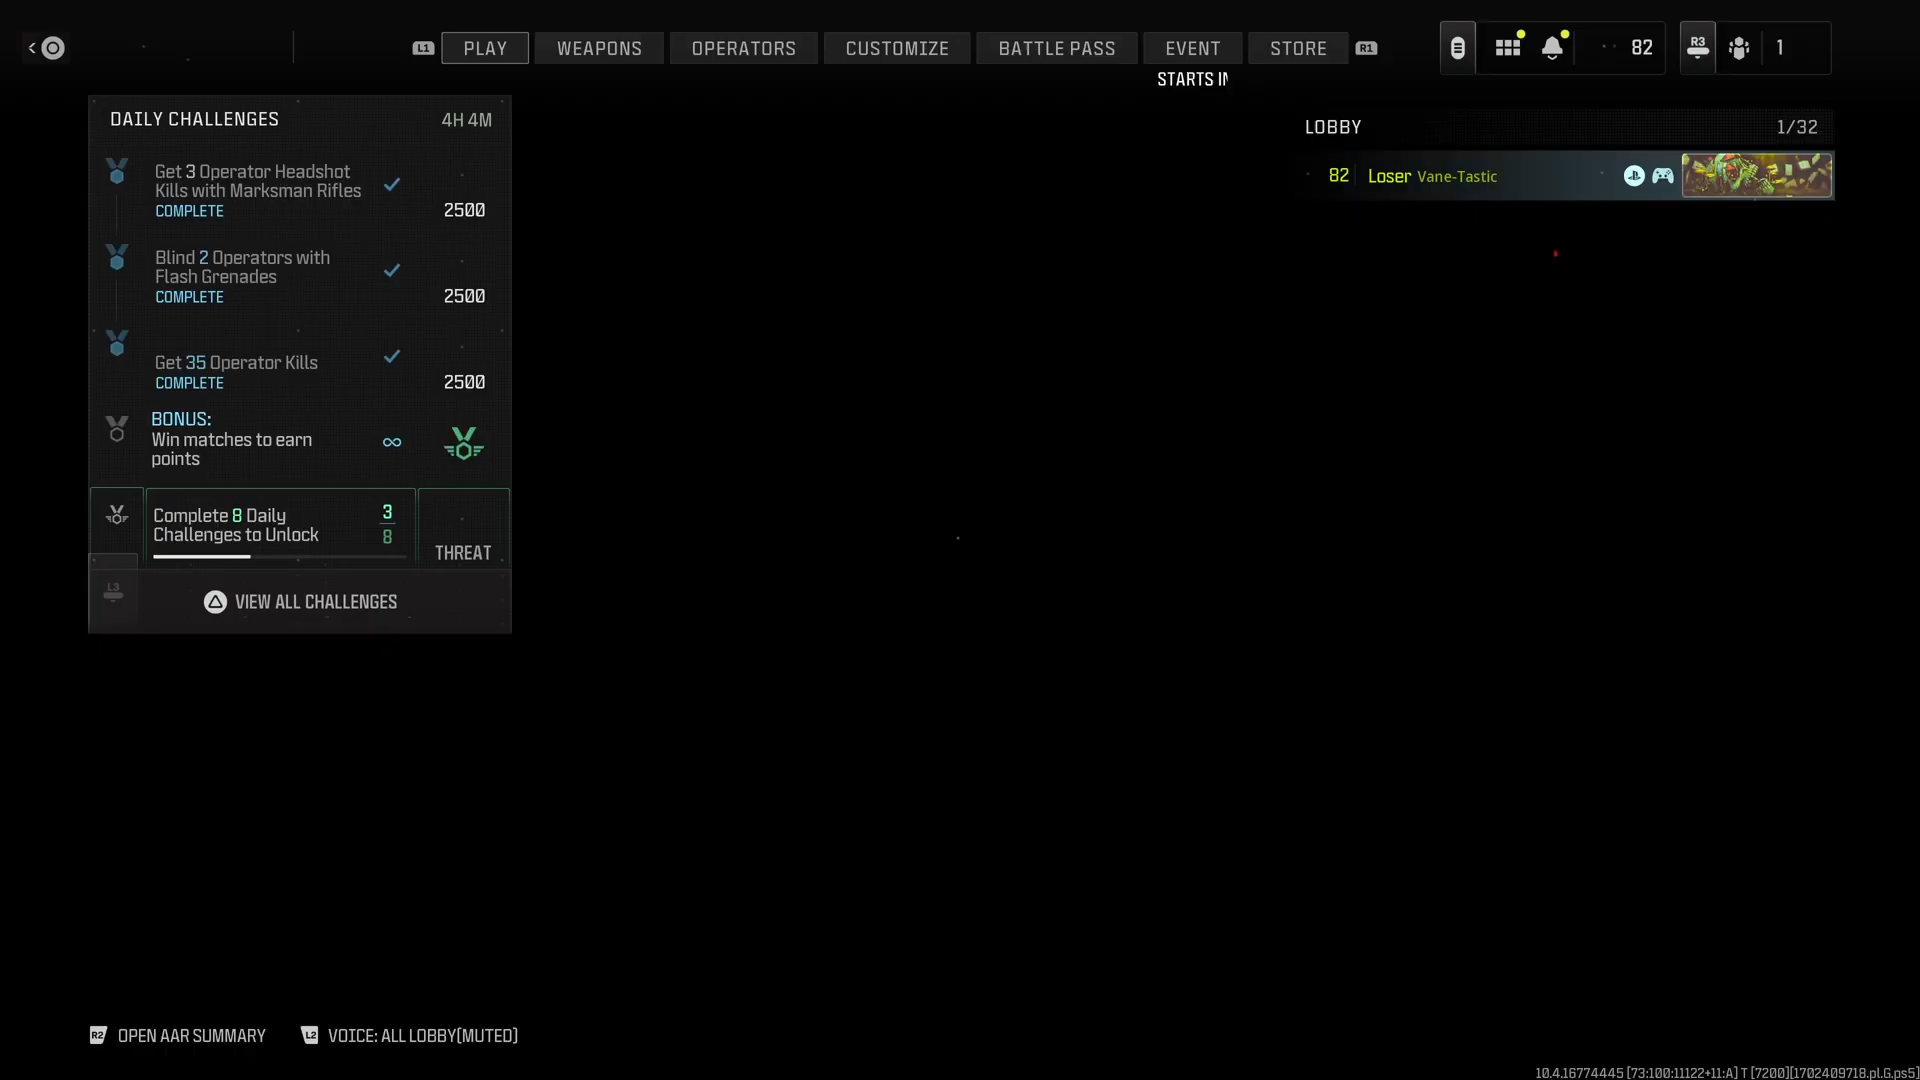 L1 PLAY WEAPONS OPERATORS CUSTOMIZE BATTLE PASS EVENT STORE R1 82 R3 1
STARTS IN
DAILY CHALLENGES 4H 4M
Get 3 Operator Headshot
Kills with Marksman Rifles
COMPLETE
2500
Blind 2 Operators with
Flash Grenades
COMPLETE
2500
Get 35 Operator Kills
COMPLETE
2500
BONUS:
Win matches to earn
points
∞
Complete 8 Daily
Challenges to Unlock
3
8
THREAT
L3
VIEW ALL CHALLENGES
LOBBY 1/32
82 Loser Vane-Tastic
R2 OPEN AAR SUMMARY L2 VOICE: ALL LOBBY(MUTED)
10.4.16774445 [73:100:11122+11:A] T [7200][1702409718.pl.G.ps5]